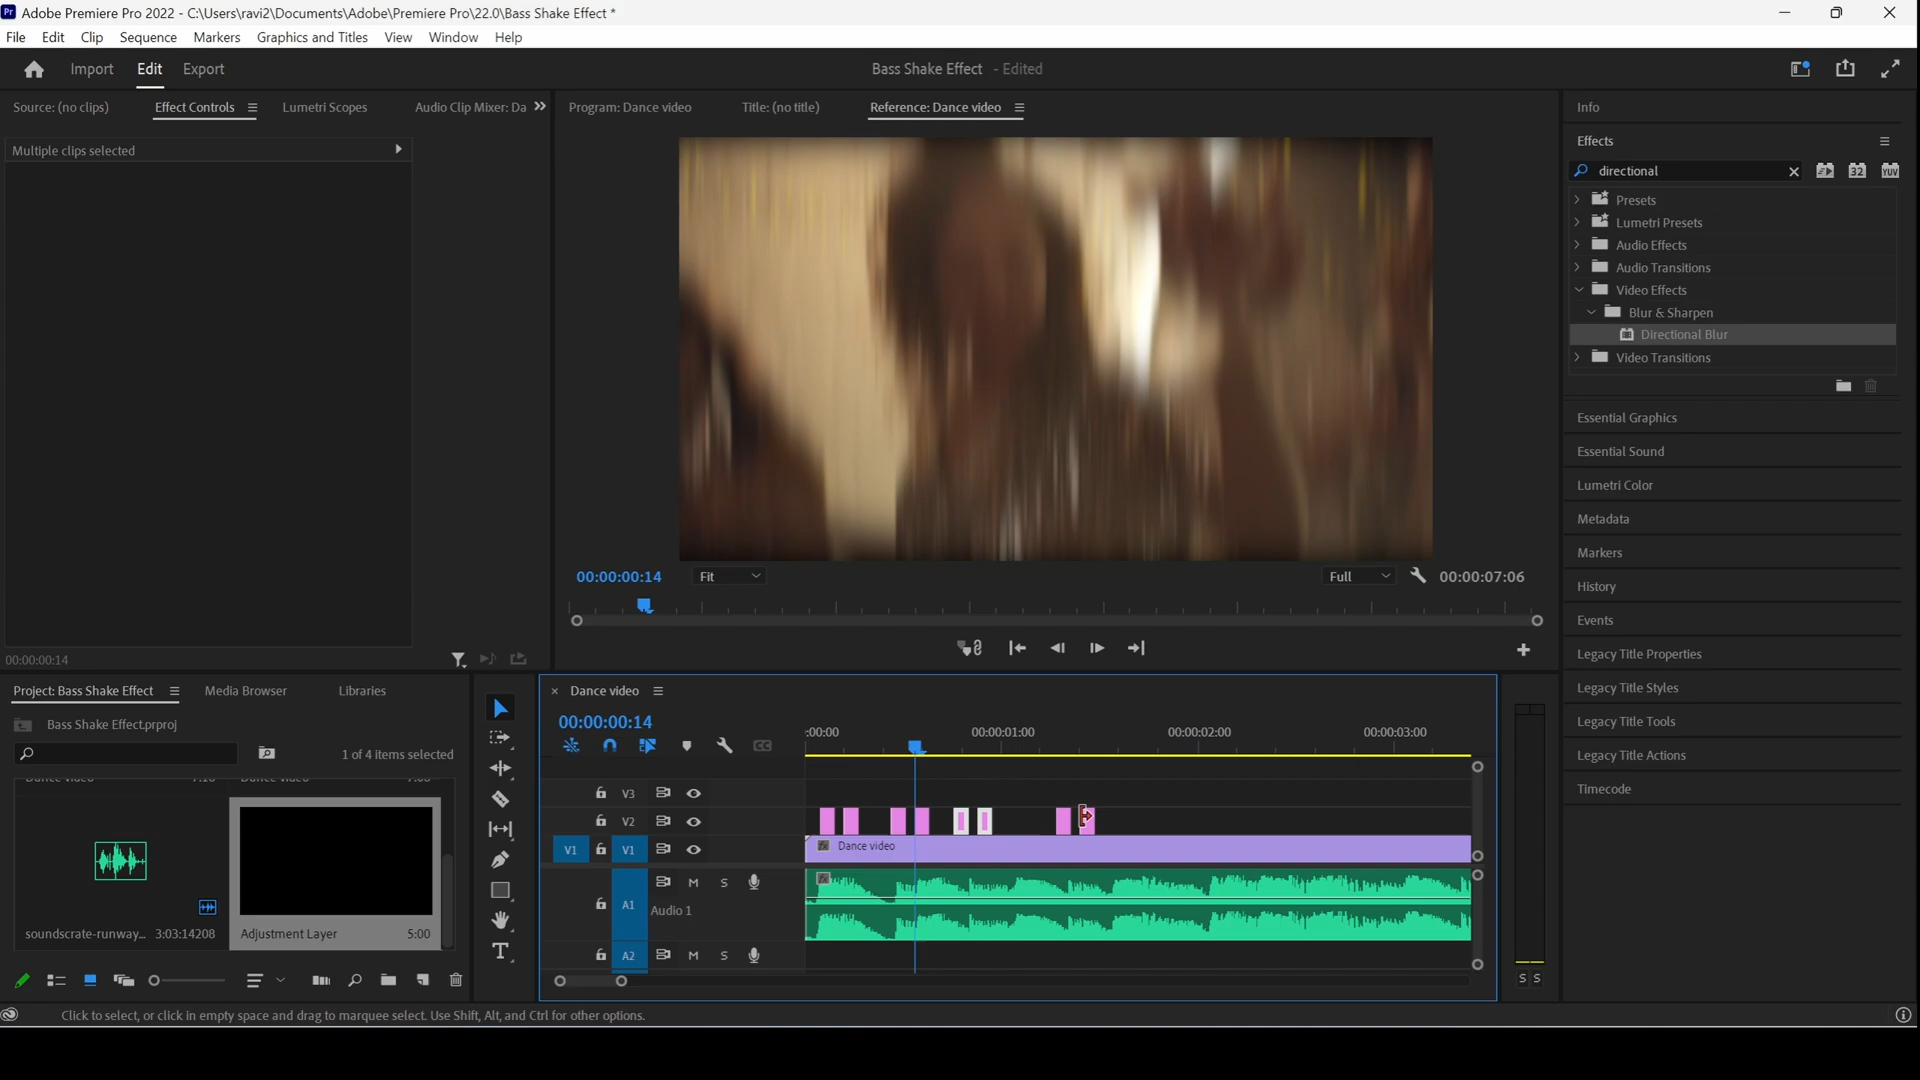 Adobe Premiere Pro 2022 - C:\Users\ravi2\Documents\Adobe\Premiere Pro\22.0\Bass Shake Effect *
File Edit Clip Sequence Markers Graphics and Titles View Window Help
Import Edit Export
Bass Shake Effect - Edited
Source: (no clips) Effect Controls Lumetri Scopes Audio Clip Mixer: Da
Program: Dance video Title: (no title) Reference: Dance video
Multiple clips selected
00:00:00:14
00:00:00:14 Fit Full 00:00:07:06
Info
Effects
directional
Presets
Lumetri Presets
Audio Effects
Audio Transitions
Video Effects
Blur & Sharpen
Directional Blur
Video Transitions
Essential Graphics
Essential Sound
Lumetri Color
Metadata
Markers
History
Events
Legacy Title Properties
Legacy Title Styles
Legacy Title Tools
Legacy Title Actions
Timecode
Project: Bass Shake Effect Media Browser Libraries
Bass Shake Effect.prproj
1 of 4 items selected
soundscrate-runway... 3:03:14208
Adjustment Layer 5:00
Dance video
00:00:00:14
:00:00 00:00:01:00 00:00:02:00 00:00:03:00
V3
V2
V1 V1 Dance video
M S
A1 Audio 1
A2 M S
S S
Click to select, or click in empty space and drag to marquee select. Use Shift, Alt, and Ctrl for other options.